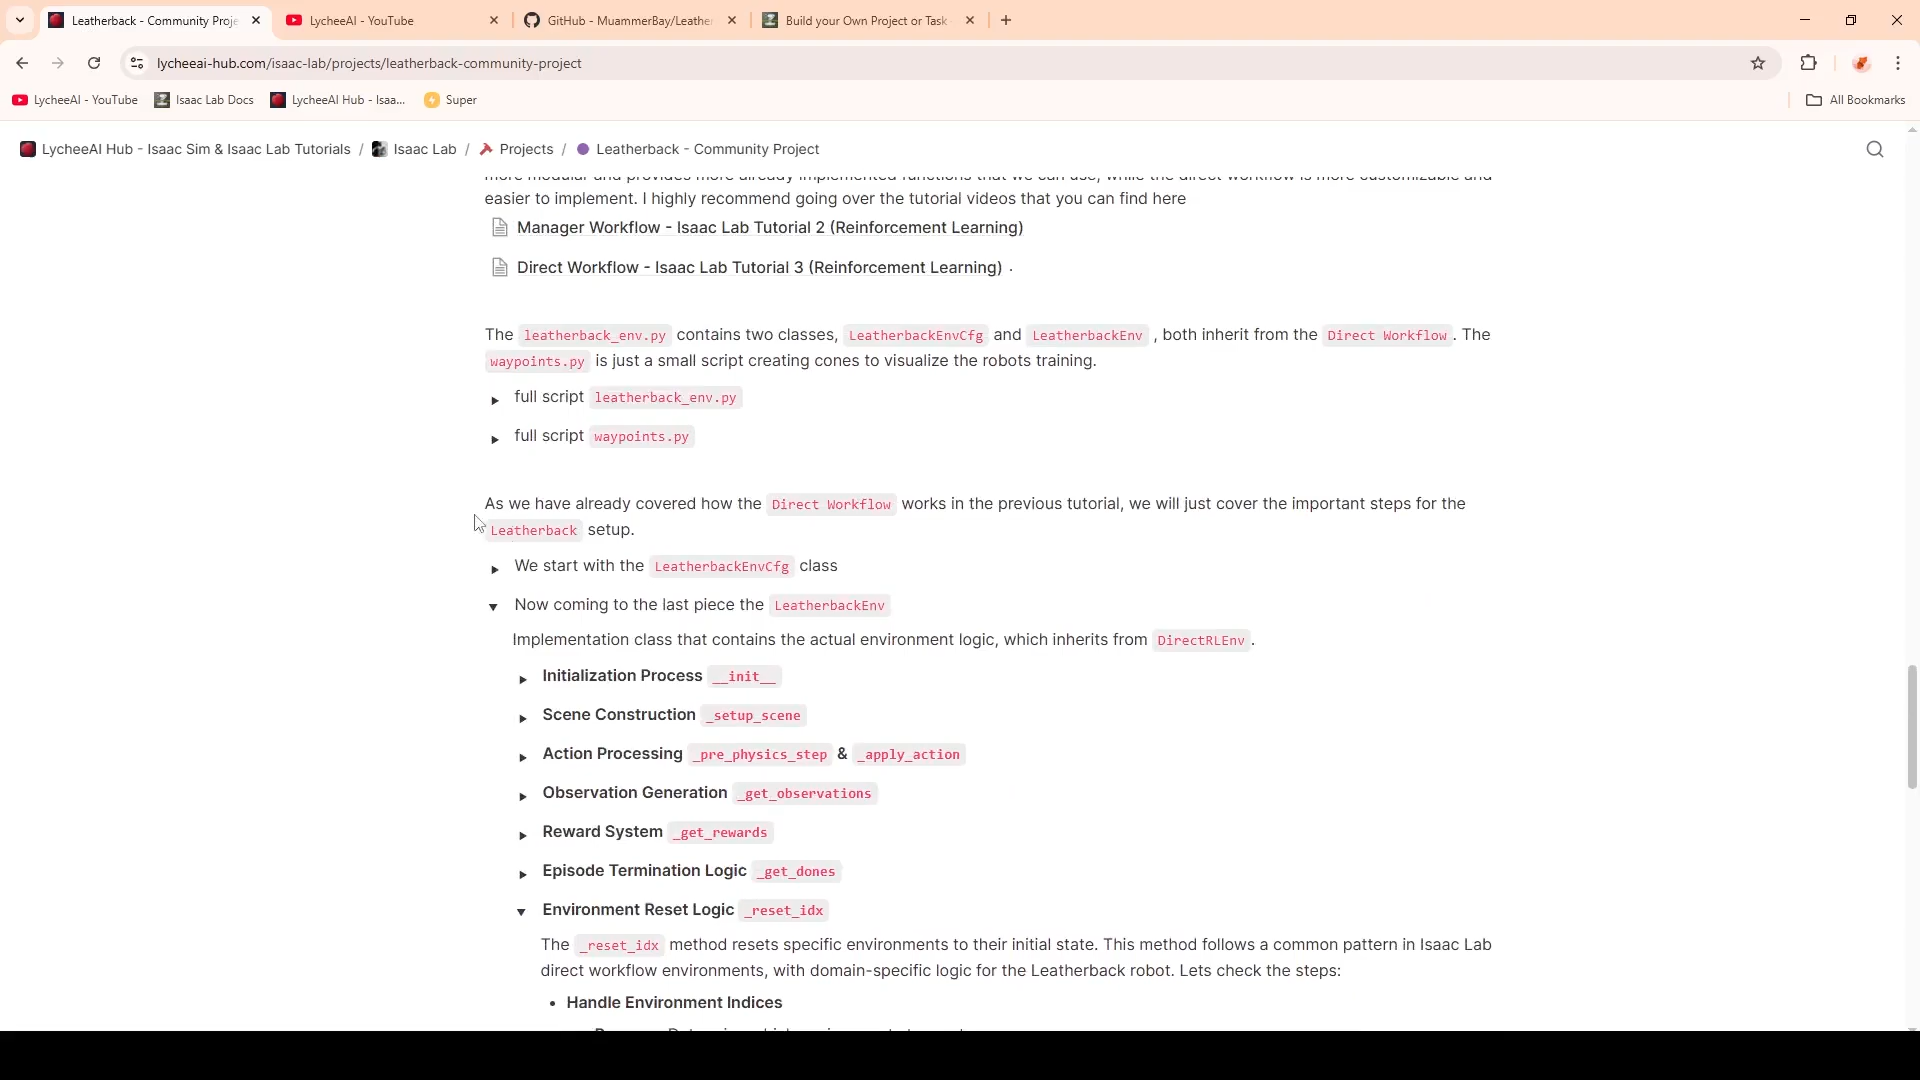 Leatherback - Community Proje
LycheeAI - YouTube
GitHub - MuammerBay/Leather
Build your Own Project or Task
lycheeai-hub.com/isaac-lab/projects/leatherback-community-project
LycheeAI - YouTube
Isaac Lab Docs
LycheeAI Hub - Isaa...
Super
All Bookmarks
LycheeAI Hub - Isaac Sim & Isaac Lab Tutorials / Isaac Lab / Projects / Leatherback - Community Project
more modular and provides more already implemented functions that we can use, while the direct workflow is more customizable and
easier to implement. I highly recommend going over the tutorial videos that you can find here
Manager Workflow - Isaac Lab Tutorial 2 (Reinforcement Learning)
Direct Workflow - Isaac Lab Tutorial 3 (Reinforcement Learning) .
The leatherback_env.py contains two classes, LeatherbackEnvCfg and LeatherbackEnv , both inherit from the Direct Workflow. The
waypoints.py is just a small script creating cones to visualize the robots training.
full script leatherback_env.py
full script waypoints.py
As we have already covered how the Direct Workflow works in the previous tutorial, we will just cover the important steps for the
Leatherback setup.
We start with the LeatherbackEnvCfg class
Now coming to the last piece the LeatherbackEnv
Implementation class that contains the actual environment logic, which inherits from DirectRLEnv.
Initialization Process __init__
Scene Construction _setup_scene
Action Processing _pre_physics_step & _apply_action
Observation Generation _get_observations
Reward System _get_rewards
Episode Termination Logic _get_dones
Environment Reset Logic _reset_idx
The _reset_idx method resets specific environments to their initial state. This method follows a common pattern in Isaac Lab
direct workflow environments, with domain-specific logic for the Leatherback robot. Lets check the steps:
• Handle Environment Indices